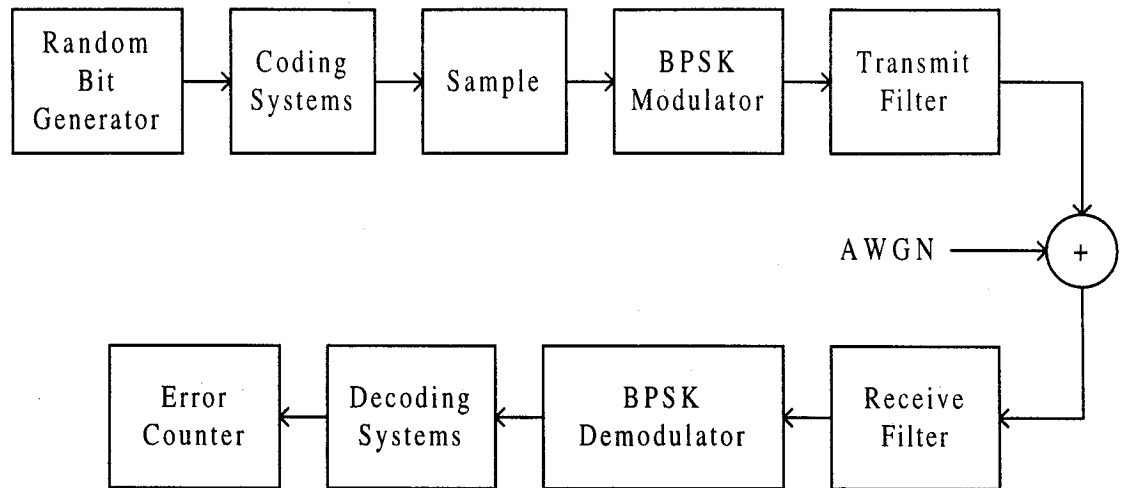 Random
Bit
Generator
Coding
Systems
Sample
BPSK
Modulator
Transmit
Filter
AWGN
+
Error
Counter
Decoding
Systems
BPSK
Demodulator
Receive
Filter